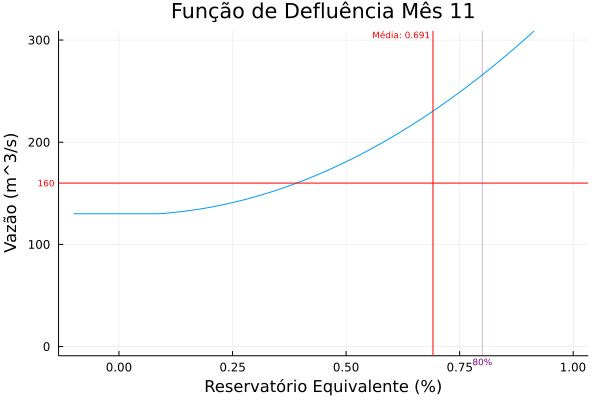 Função de Defluência Mês 11
Média: 0.691
300
200
160
100
0
Vazão (m^3/s)
0.00
0.25
0.50
0.75
80%
1.00
Reservatório Equivalente (%)